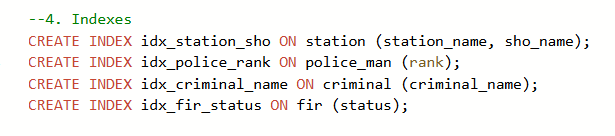 --4. Indexes
CREATE INDEX idx_station_sho ON station (station_name, sho_name);
CREATE INDEX idx_police_rank ON police_man (rank);
CREATE INDEX idx_criminal_name ON criminal (criminal_name);
CREATE INDEX idx_fir_status ON fir (status);